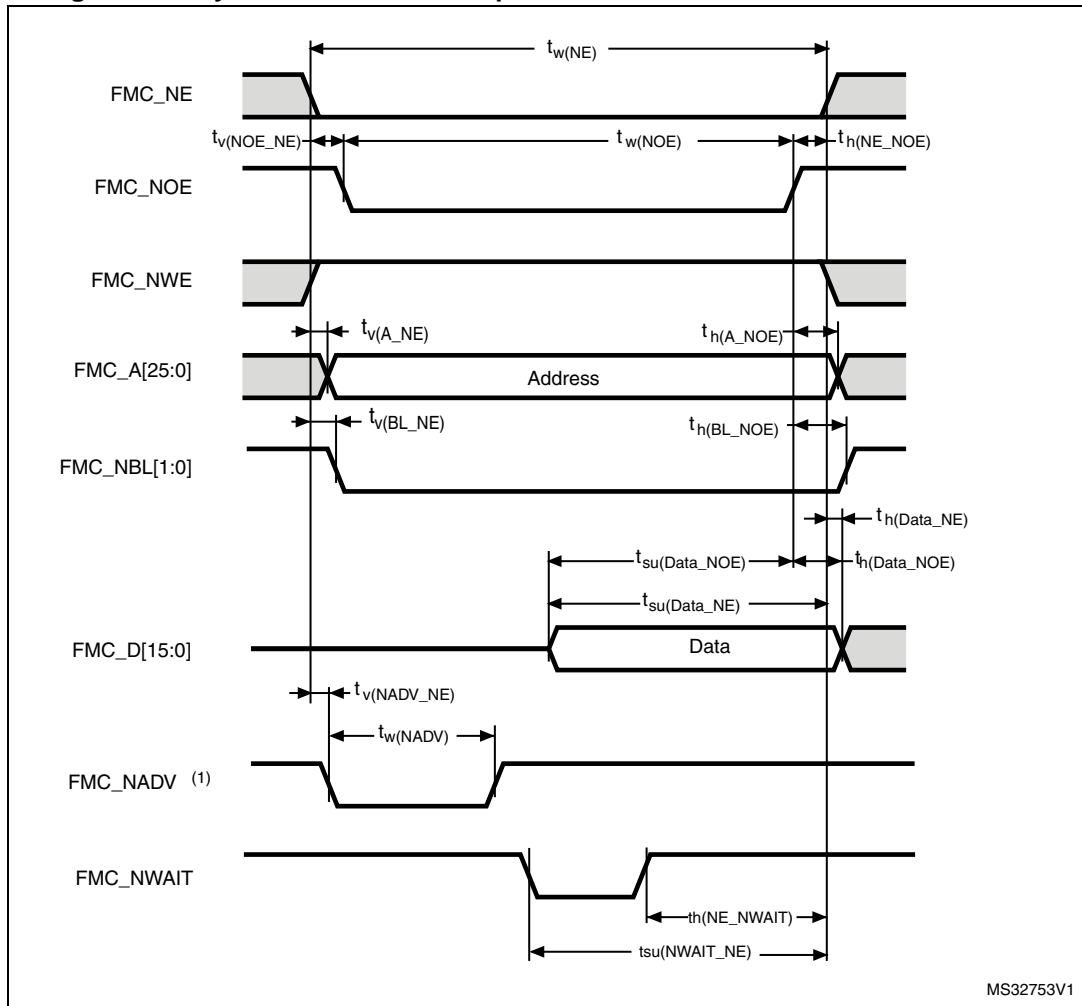 tw(NE)
FMC_NE
tv(NOE_NE)
tw(NOE)
th(NE_NOE)
FMC_NOE
FMC_NWE
tv(A_NE)
th(A_NOE)
FMC_A[25:0]
Address
tv(BL_NE)
th(BL_NOE)
FMC_NBL[1:0]
th(Data_NE)
tsu(Data_NOE)
th(Data_NOE)
tsu(Data_NE)
FMC_D[15:0]
Data
tv(NADV_NE)
tw(NADV)
FMC_NADV (1)
FMC_NWAIT
th(NE_NWAIT)
tsu(NWAIT_NE)
MS32753V1